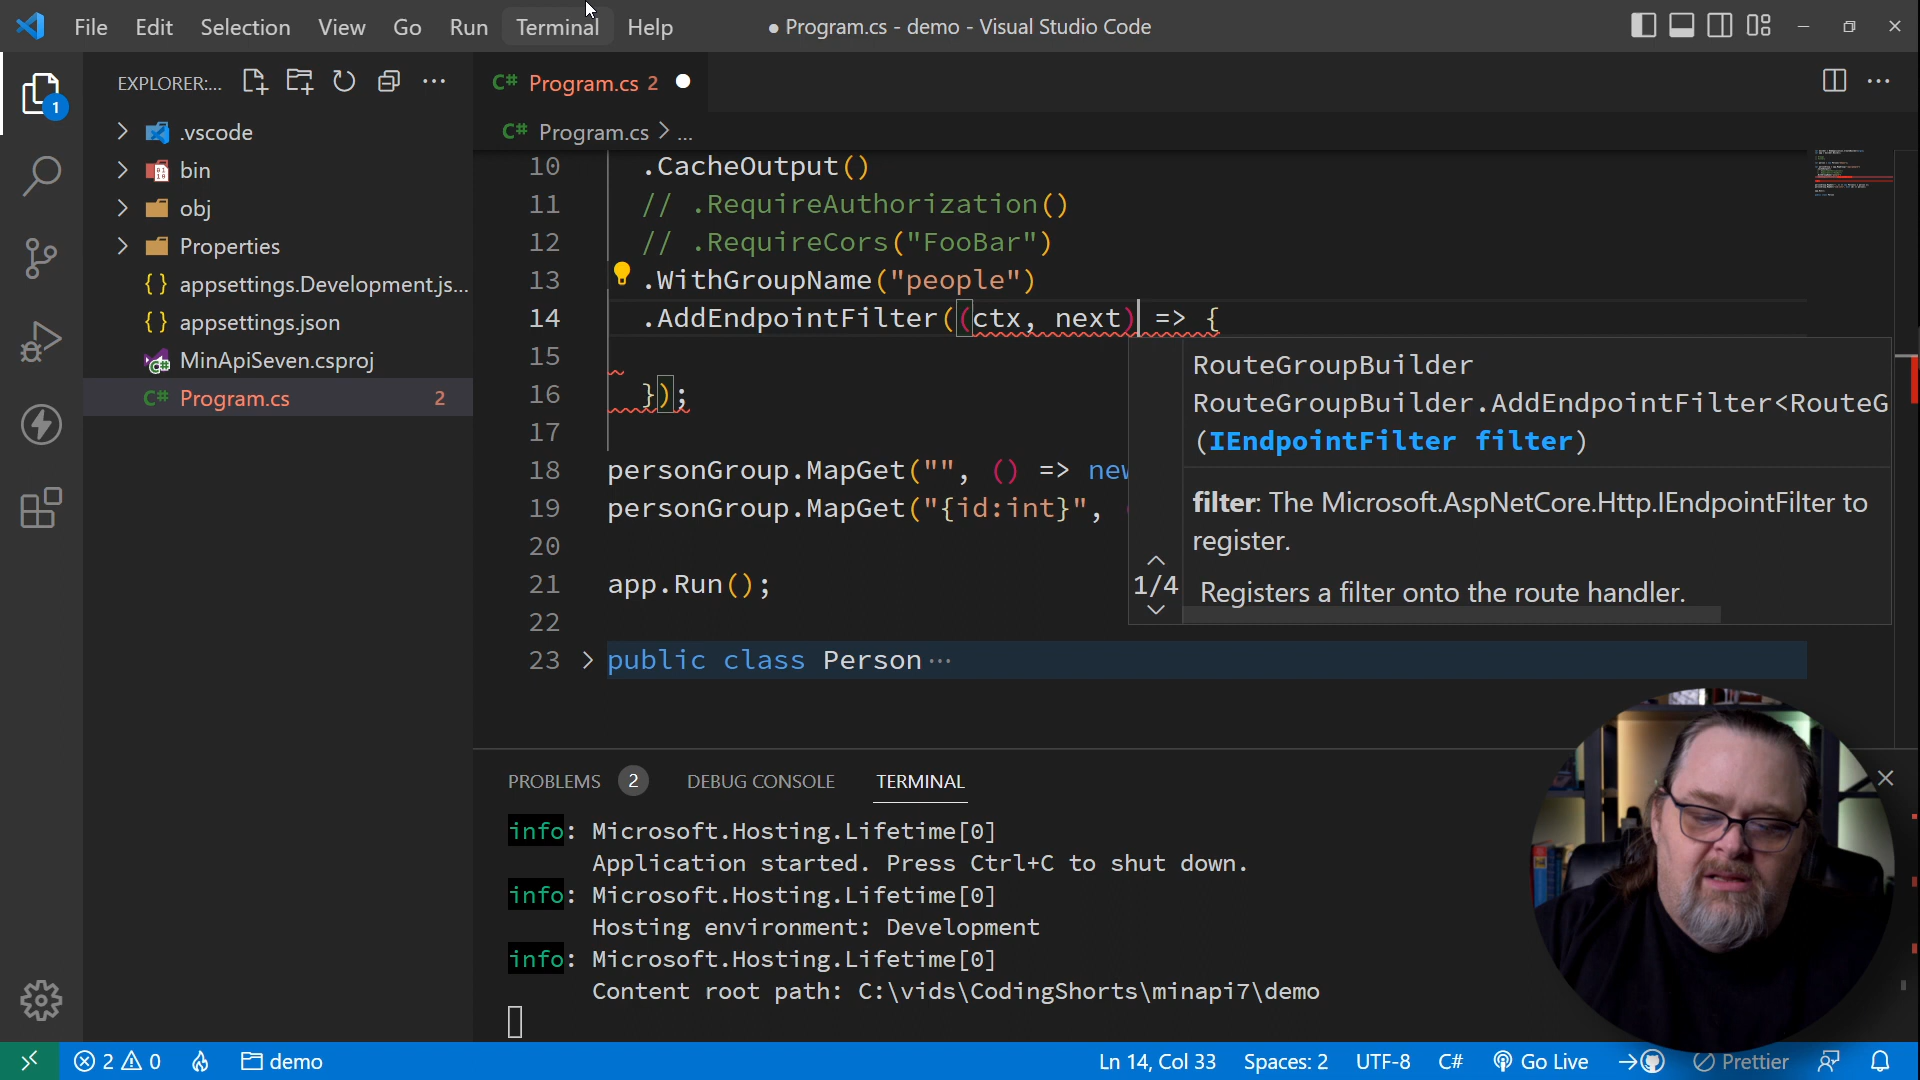 File Edit Selection View Go Run Terminal Help
● Program.cs - demo - Visual Studio Code
EXPLORER:...
C# Program.cs 2
1
C# Program.cs > ...
.vscode
bin
obj
Properties
{} appsettings.Development.js...
{} appsettings.json
MinApiSeven.csproj
C# Program.cs 2
10 .CacheOutput()
11 // .RequireAuthorization()
12 // .RequireCors("FooBar")
13 .WithGroupName("people")
14 .AddEndpointFilter((ctx, next) => {
15
16 });
17
18 personGroup.MapGet("", () => new
19 personGroup.MapGet("{id:int}",
20
21 app.Run();
22
23 public class Person ...
RouteGroupBuilder
RouteGroupBuilder.AddEndpointFilter<RouteG
(IEndpointFilter filter)
filter: The Microsoft.AspNetCore.Http.IEndpointFilter to
register.
1/4
Registers a filter onto the route handler.
PROBLEMS 2 DEBUG CONSOLE TERMINAL
info: Microsoft.Hosting.Lifetime[0]
Application started. Press Ctrl+C to shut down.
info: Microsoft.Hosting.Lifetime[0]
Hosting environment: Development
info: Microsoft.Hosting.Lifetime[0]
Content root path: C:\vids\CodingShorts\minapi7\demo
2 0 demo Ln 14, Col 33 Spaces: 2 UTF-8 C# Go Live Prettier